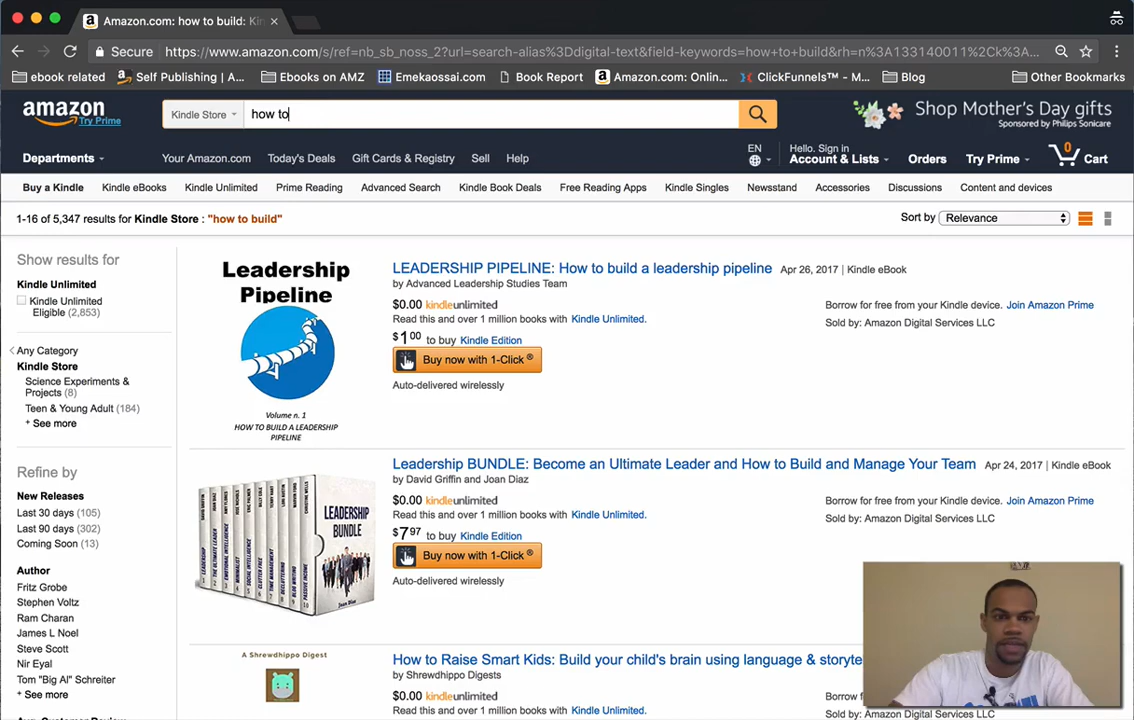 Amazon.com: how to build: Kin
Secure https://www.amazon.com/s/ref=nb_sb_noss_2?url=search-alias%3Ddigital-text&field-keywords=how+to+build&rh=n%3A133140011%2Ck%3A...
ebook related
Self Publishing | A...
Ebooks on AMZ
Emekaossai.com
Book Report
Amazon.com: Onlin...
ClickFunnels™ - M...
Blog
Other Bookmarks
amazon
Try Prime
Kindle Store
how to
Shop Mother's Day gifts
Sponsored by Philips Sonicare
Departments
Your Amazon.com
Today's Deals
Gift Cards & Registry
Sell
Help
EN
Hello. Sign in
Account & Lists
Orders
Try Prime
0
Cart
Buy a Kindle
Kindle eBooks
Kindle Unlimited
Prime Reading
Advanced Search
Kindle Book Deals
Free Reading Apps
Kindle Singles
Newsstand
Accessories
Discussions
Content and devices
1-16 of 5,347 results for Kindle Store : "how to build"
Sort by Relevance
Show results for
Kindle Unlimited
Kindle Unlimited
Eligible (2,853)
Any Category
Kindle Store
Science Experiments &
Projects (8)
Teen & Young Adult (184)
+ See more
Refine by
New Releases
Last 30 days (105)
Last 90 days (302)
Coming Soon (13)
Author
Fritz Grobe
Stephen Voltz
Ram Charan
James L Noel
Steve Scott
Nir Eyal
Tom "Big Al" Schreiter
+ See more
Avg. Customer Review
Leadership
Pipeline
Volume n. 1
HOW TO BUILD A LEADERSHIP
PIPELINE
LEADERSHIP PIPELINE: How to build a leadership pipeline Apr 26, 2017 | Kindle eBook
by Advanced Leadership Studies Team
$0.00 kindleunlimited
Read this and over 1 million books with Kindle Unlimited.
$1 00 to buy Kindle Edition
Buy now with 1-Click ®
Auto-delivered wirelessly
Borrow for free from your Kindle device. Join Amazon Prime
Sold by: Amazon Digital Services LLC
LEADERSHIP
BUNDLE
Joan Diaz
Leadership BUNDLE: Become an Ultimate Leader and How to Build and Manage Your Team Apr 24, 2017 | Kindle eBook
by David Griffin and Joan Diaz
$0.00 kindleunlimited
Read this and over 1 million books with Kindle Unlimited.
$7 97 to buy Kindle Edition
Buy now with 1-Click ®
Auto-delivered wirelessly
Borrow for free from your Kindle device. Join Amazon Prime
Sold by: Amazon Digital Services LLC
A Shrewdhippo Digest
How to Raise Smart Kids: Build your child's brain using language & storyte
by Shrewdhippo Digests
$0.00 kindleunlimited
Read this and over 1 million books with Kindle Unlimited.
Borrow f
Sold by: Amazon Digital Services LLC